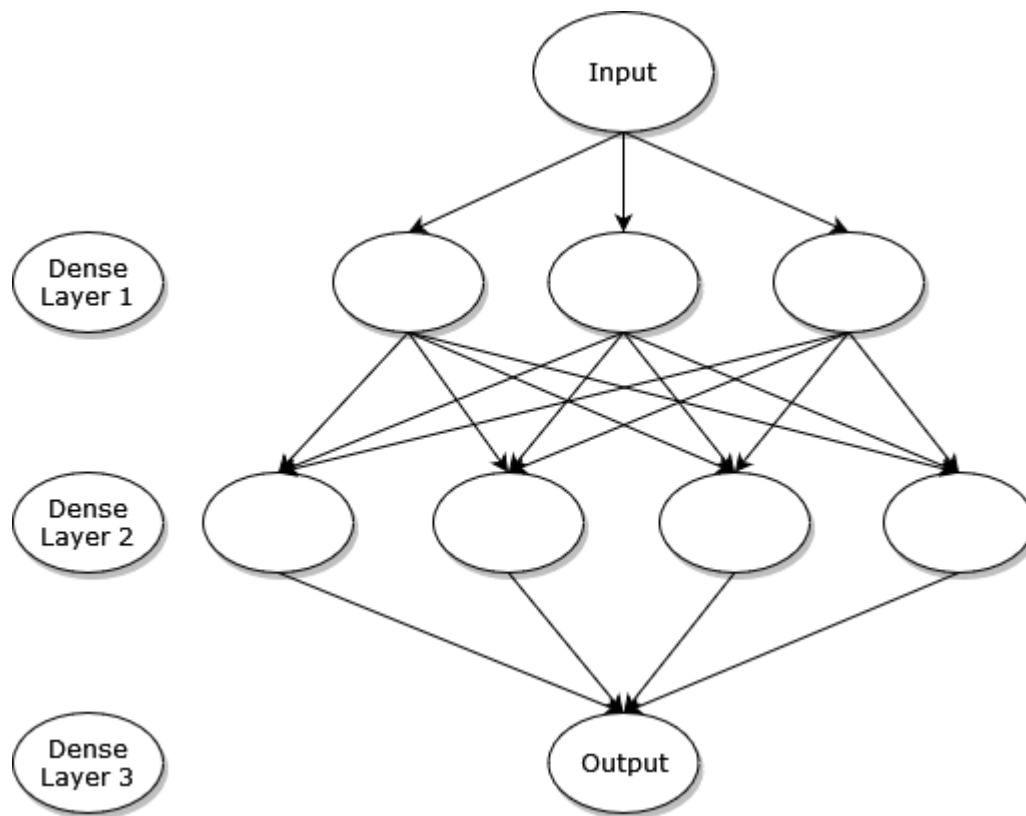 Input
Dense
Layer 1
Dense
Layer 2
Dense
Layer 3
Output